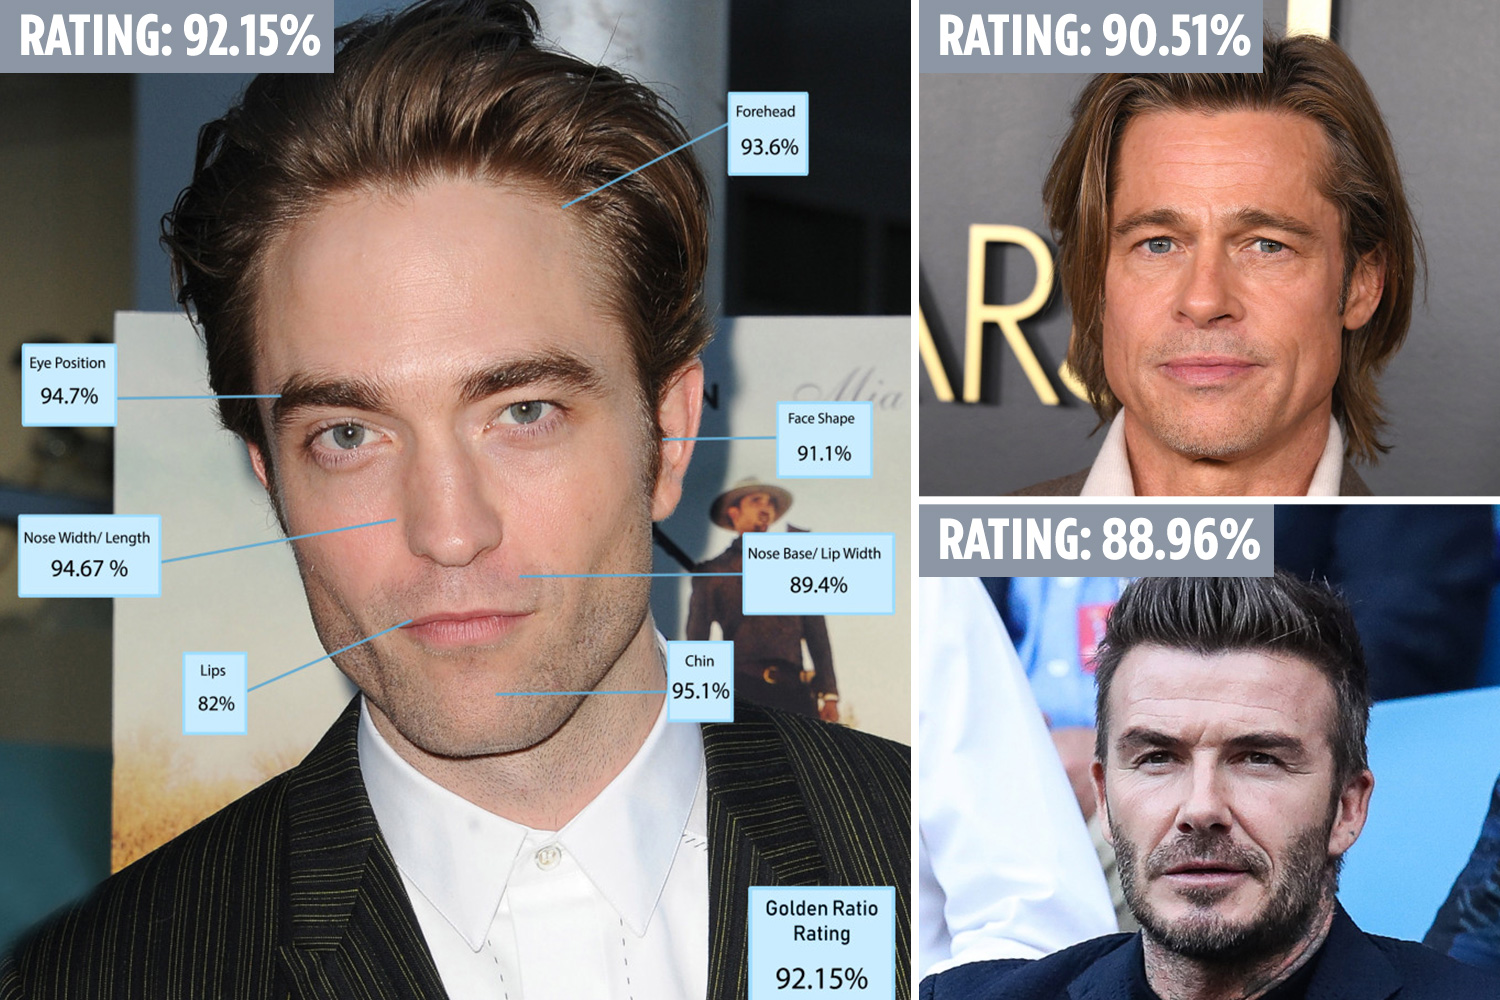 RATING: 92.15%
Forehead
93.6%
Eye Position
94.7%
Face Shape
91.1%
Nose Width/ Length
94.67 %
Nose Base/ Lip Width
89.4%
Lips
82%
Chin
95.1%
Golden Ratio
Rating
92.15%
Mia
N
RATING: 90.51%
AR
RATING: 88.96%